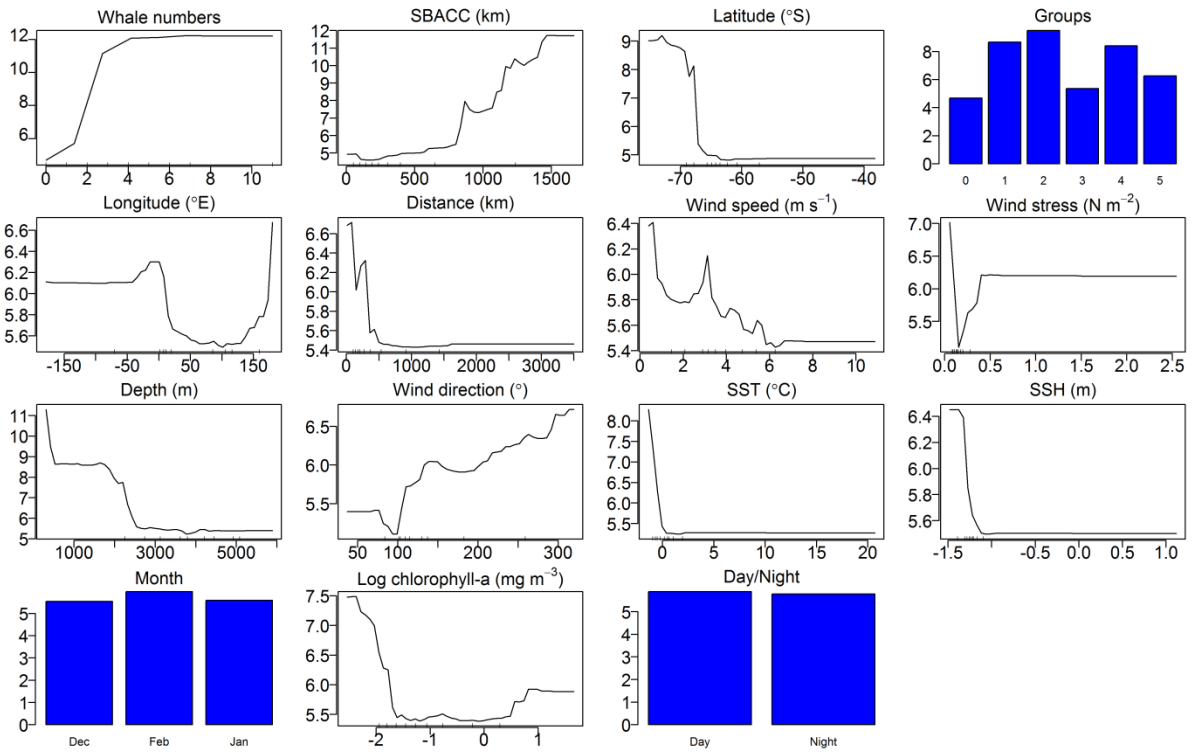 Whale numbers
12
10
8
6
0 2 4 6 8 10
SBACC (km)
12
11
10
9
8
7
6
5
0 500 1000 1500
Latitude (°S)
9
8
7
6
5
-70 -60 -50 -40
Groups
8
6
4
2
0
0 1 2 3 4 5
Longitude (°E)
6.6
6.4
6.2
6.0
5.8
5.6
-150 -50 0 50 150
Distance (km)
6.6
6.4
6.2
6.0
5.8
5.6
5.4
0 1000 2000 3000
Wind speed (m s−1)
6.4
6.2
6.0
5.8
5.6
5.4
0 2 4 6 8 10
Wind stress (N m−2)
7.0
6.5
6.0
5.5
0.0 0.5 1.0 1.5 2.0 2.5
Depth (m)
11
10
9
8
7
6
5
1000 3000 5000
Wind direction (°)
6.5
6.0
5.5
50 100 200 300
SST (°C)
8.0
7.5
7.0
6.5
6.0
5.5
0 5 10 15 20
SSH (m)
6.4
6.2
6.0
5.8
5.6
-1.5 -0.5 0.0 0.5 1.0
Month
5
4
3
2
1
0
Dec Feb Jan
Log chlorophyll-a (mg m−3)
7.5
7.0
6.5
6.0
5.5
-2 -1 0 1
Day/Night
5
4
3
2
1
0
Day Night